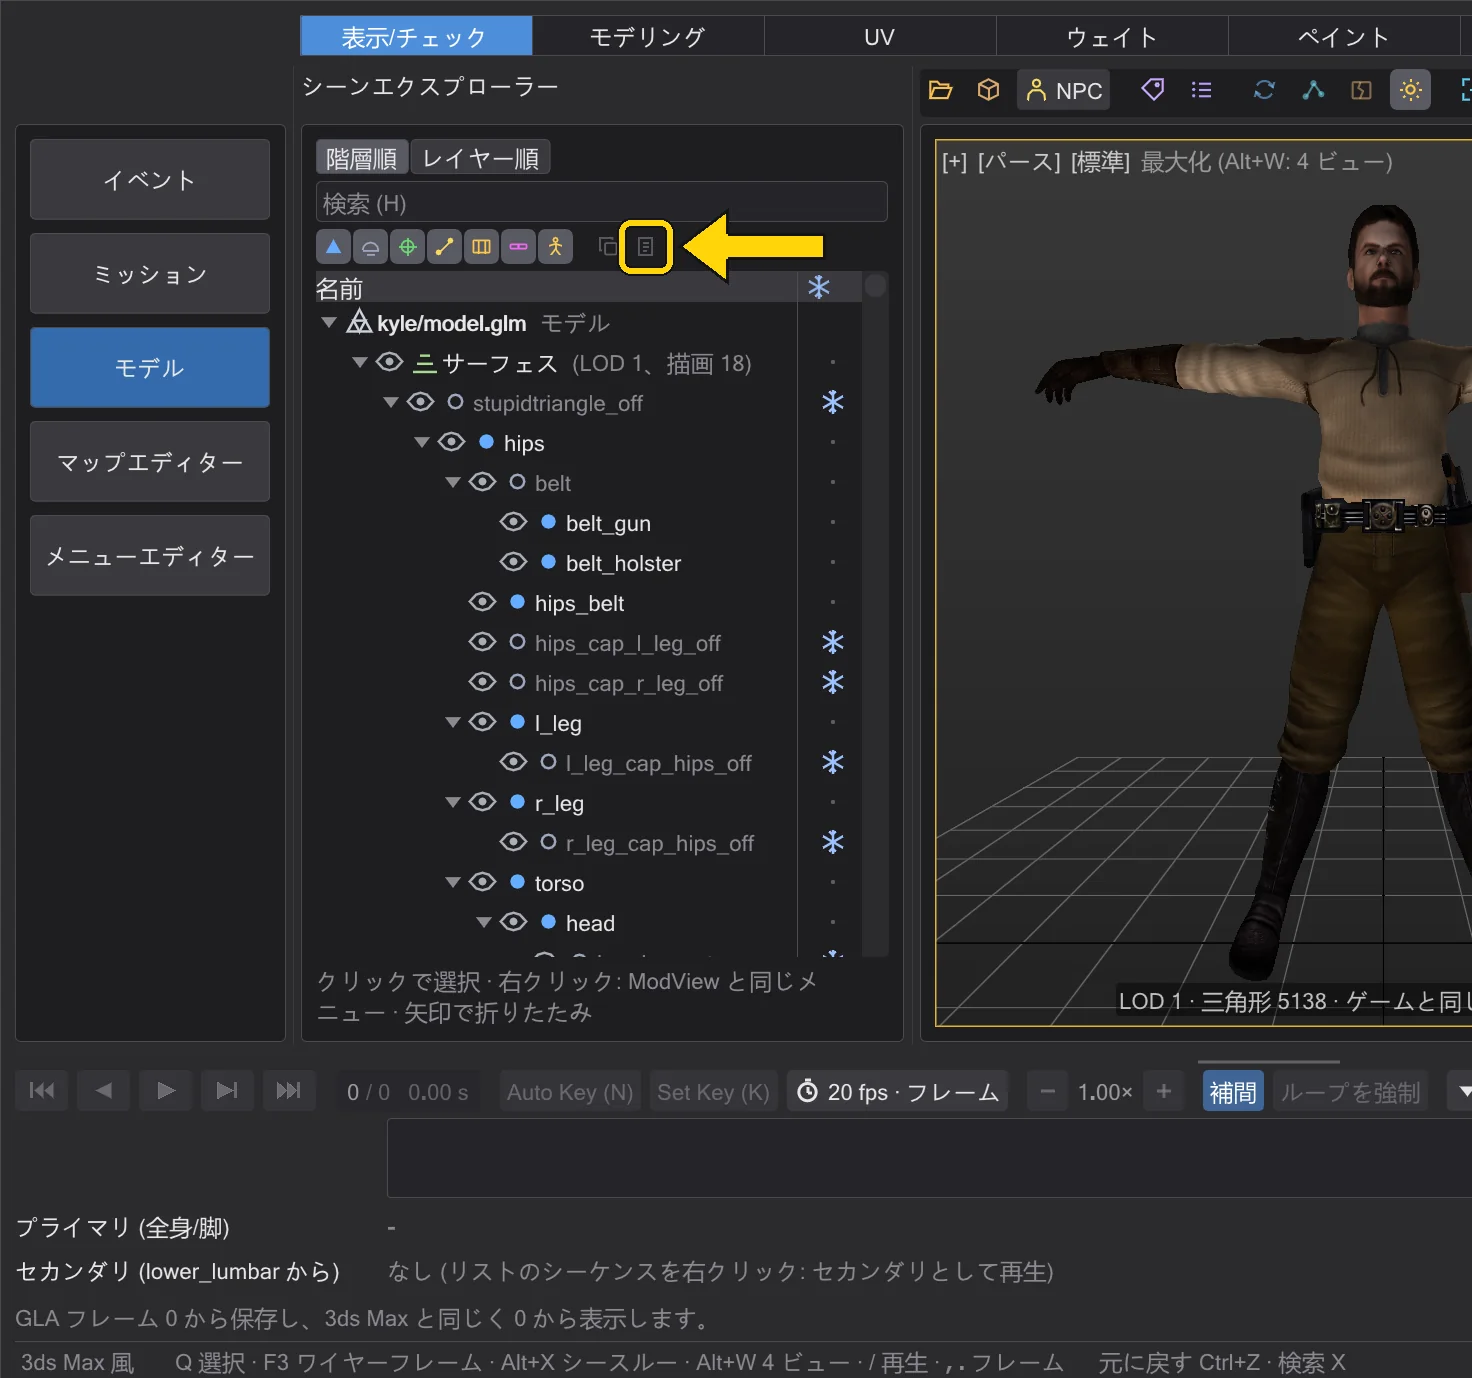 表示/チェック
モデリング
UV
ウェイト
ペイント
シーンエクスプローラー
NPC
イベント
ミッション
モデル
マップエディター
メニューエディター
階層順
レイヤー順
検索 (H)
名前
kyle/model.glm モデル
サーフェス (LOD 1、描画 18)
stupidtriangle_off
hips
belt
belt_gun
belt_holster
hips_belt
hips_cap_l_leg_off
hips_cap_r_leg_off
l_leg
l_leg_cap_hips_off
r_leg
r_leg_cap_hips_off
torso
head
クリックで選択 · 右クリック: ModView と同じメ
ニュー · 矢印で折りたたみ
[+] [パース] [標準] 最大化 (Alt+W: 4 ビュー)
LOD 1 · 三角形 5138 · ゲームと同じ
0 / 0 0.00 s
Auto Key (N)
Set Key (K)
20 fps · フレーム
− 1.00× +
補間
ループを強制
プライマリ (全身/脚) -
セカンダリ (lower_lumbar から) なし (リストのシーケンスを右クリック: セカンダリとして再生)
GLA フレーム 0 から保存し、3ds Max と同じく 0 から表示します。
3ds Max 風 Q 選択 · F3 ワイヤーフレーム · Alt+X シースルー · Alt+W 4 ビュー · / 再生 · , . フレーム 元に戻す Ctrl+Z · 検索 X